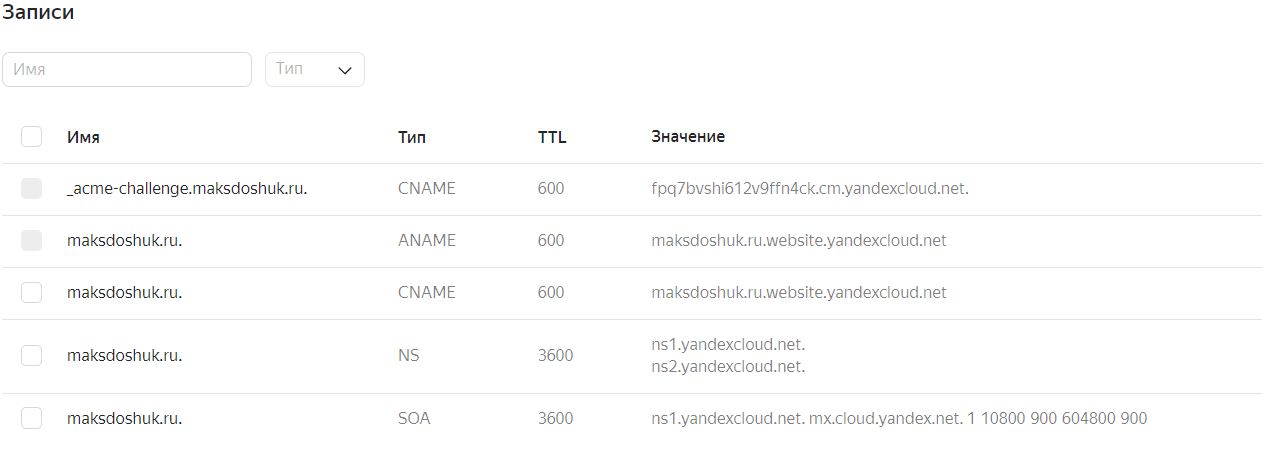 Записи
Имя Тип
Имя Тип TTL Значение
_acme-challenge.maksdoshuk.ru. CNAME 600 fpq7bvshi612v9ffn4ck.cm.yandexcloud.net.
maksdoshuk.ru. ANAME 600 maksdoshuk.ru.website.yandexcloud.net
maksdoshuk.ru. CNAME 600 maksdoshuk.ru.website.yandexcloud.net
maksdoshuk.ru. NS 3600 ns1.yandexcloud.net.
ns2.yandexcloud.net.
maksdoshuk.ru. SOA 3600 ns1.yandexcloud.net. mx.cloud.yandex.net. 1 10800 900 604800 900